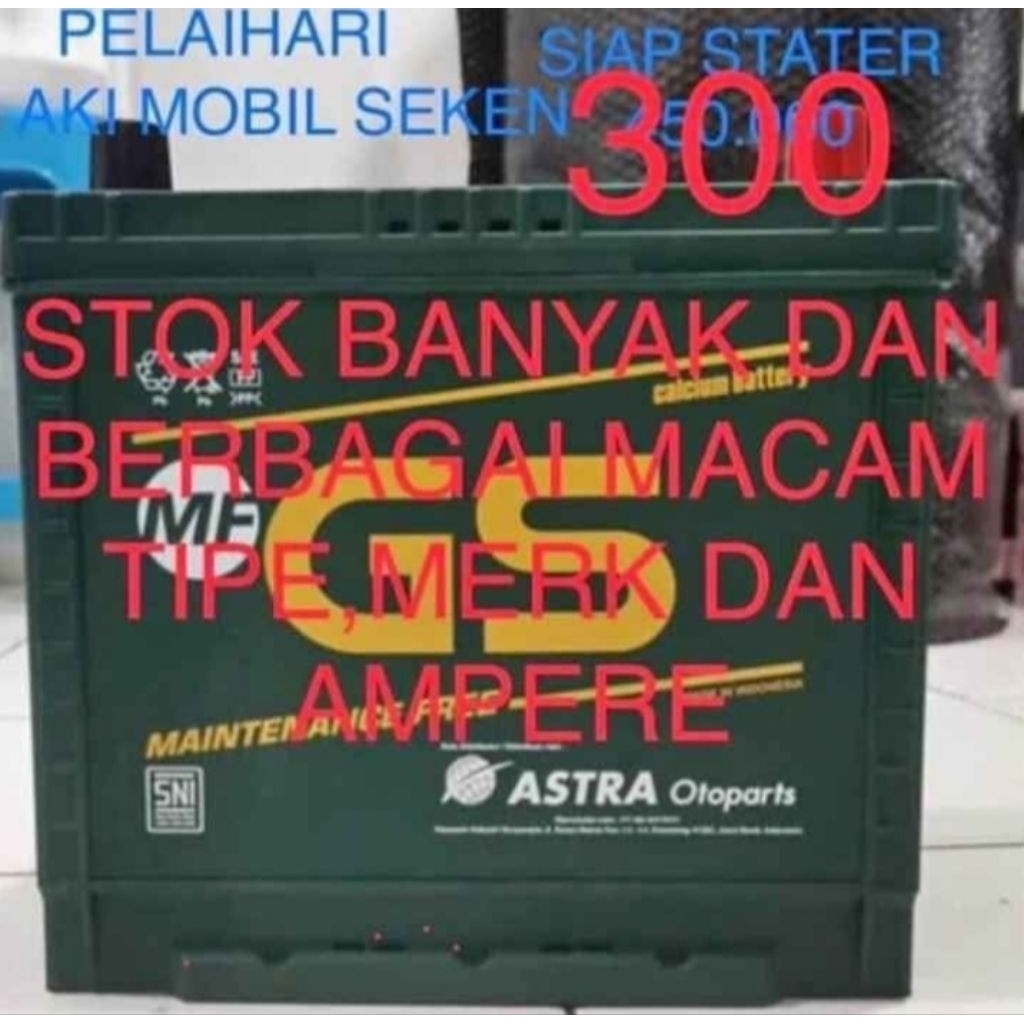 PELAIHARI
SIAP STATER
AKI MOBIL SEKEN
300
STOK BANYAK DAN
calcium battery
BERBAGAI MACAM
MF
GS
TIPE,MERK DAN
AMPERE
MAINTENANCE FREE
SNI
ASTRA Otoparts